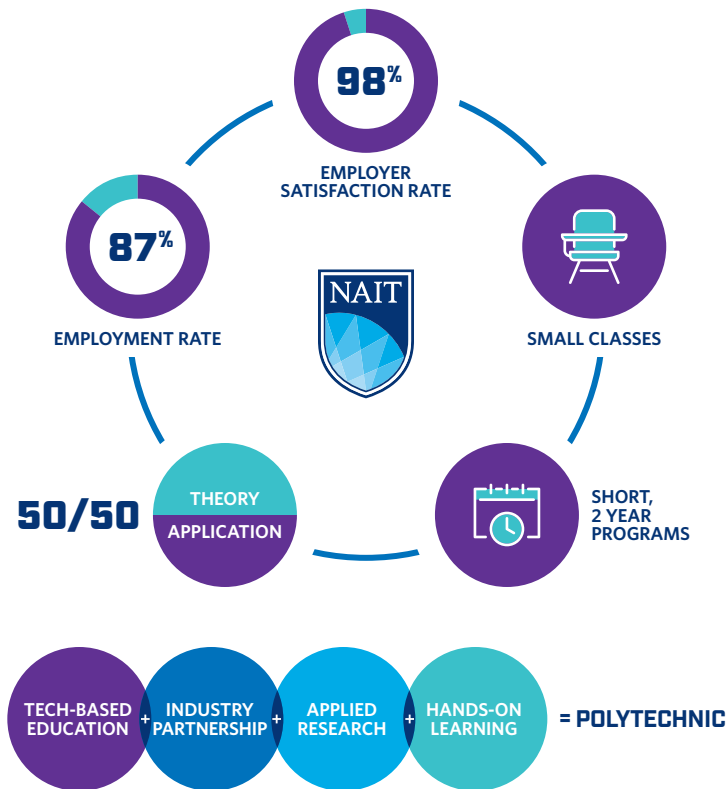 98%
EMPLOYER
SATISFACTION RATE
87%
EMPLOYMENT RATE
NAIT
SMALL CLASSES
50/50
THEORY
APPLICATION
SHORT,
2 YEAR
PROGRAMS
TECH-BASED
EDUCATION
+
INDUSTRY
PARTNERSHIP
+
APPLIED
RESEARCH
+
HANDS-ON
LEARNING
= POLYTECHNIC